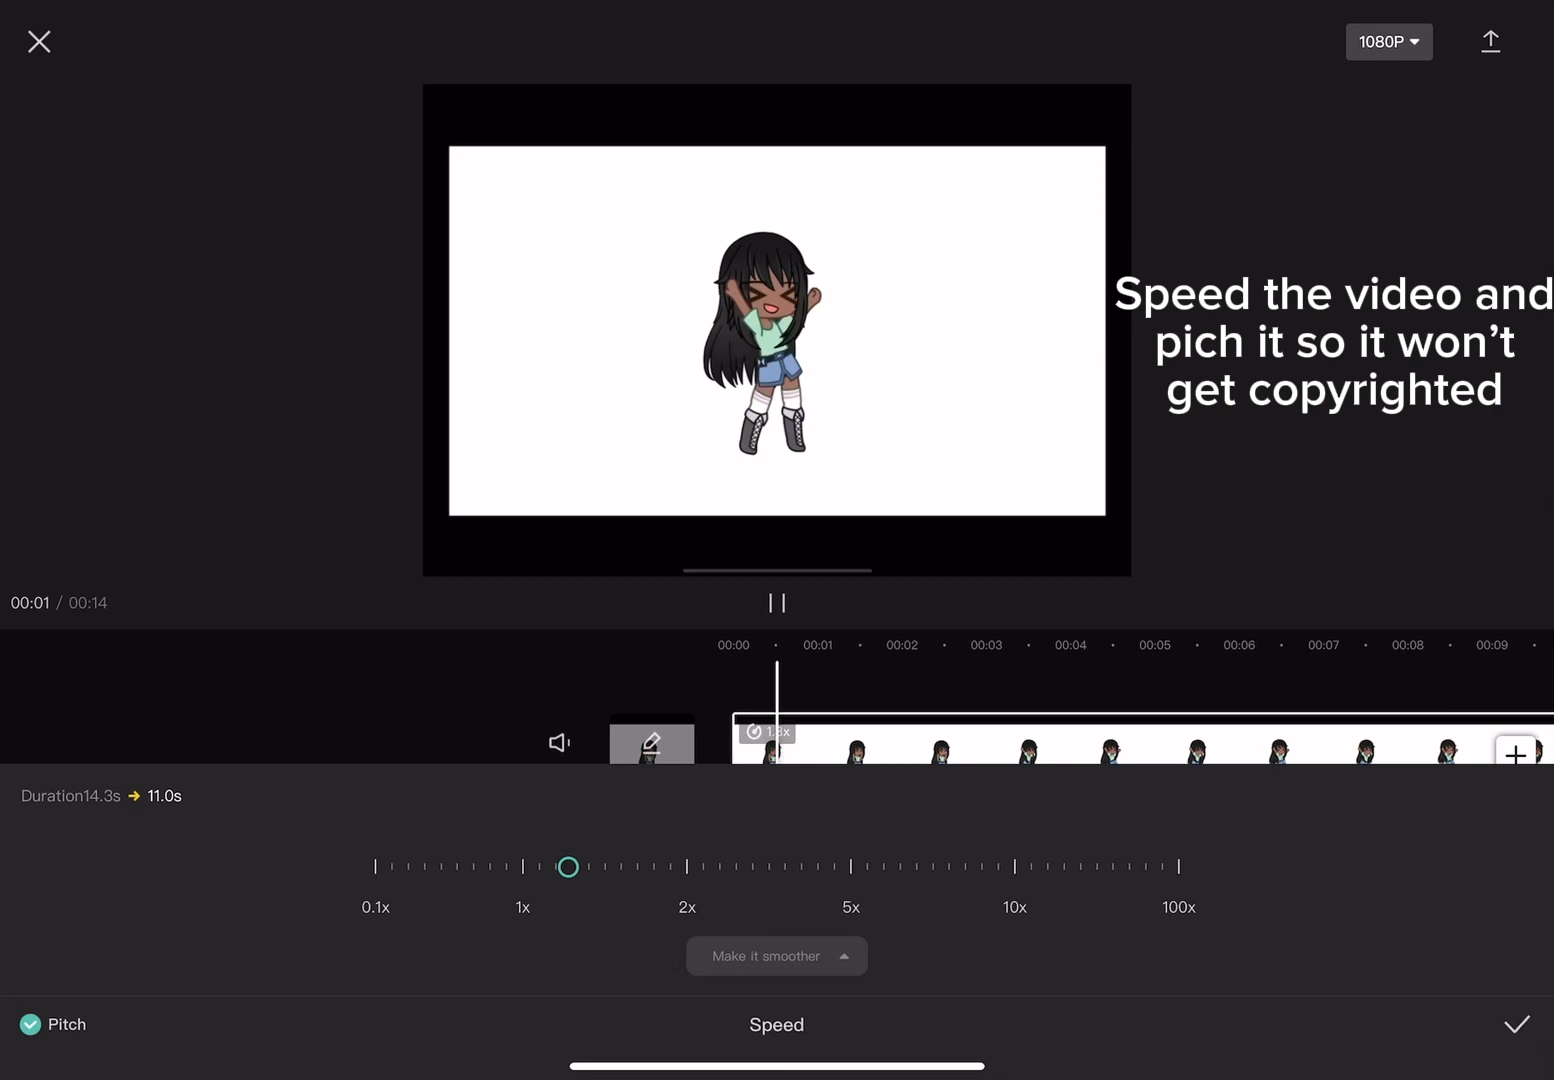 1080P
Speed the video and
pich it so it won't
get copyrighted
00:01 / 00:14
00:00 00:01 00:02 00:03 00:04 00:05 00:06 00:07 00:08 00:09
Duration14.3s 11.0s
0.1x 1x 2x 5x 10x 100x
Make it smoother
Pitch
Speed